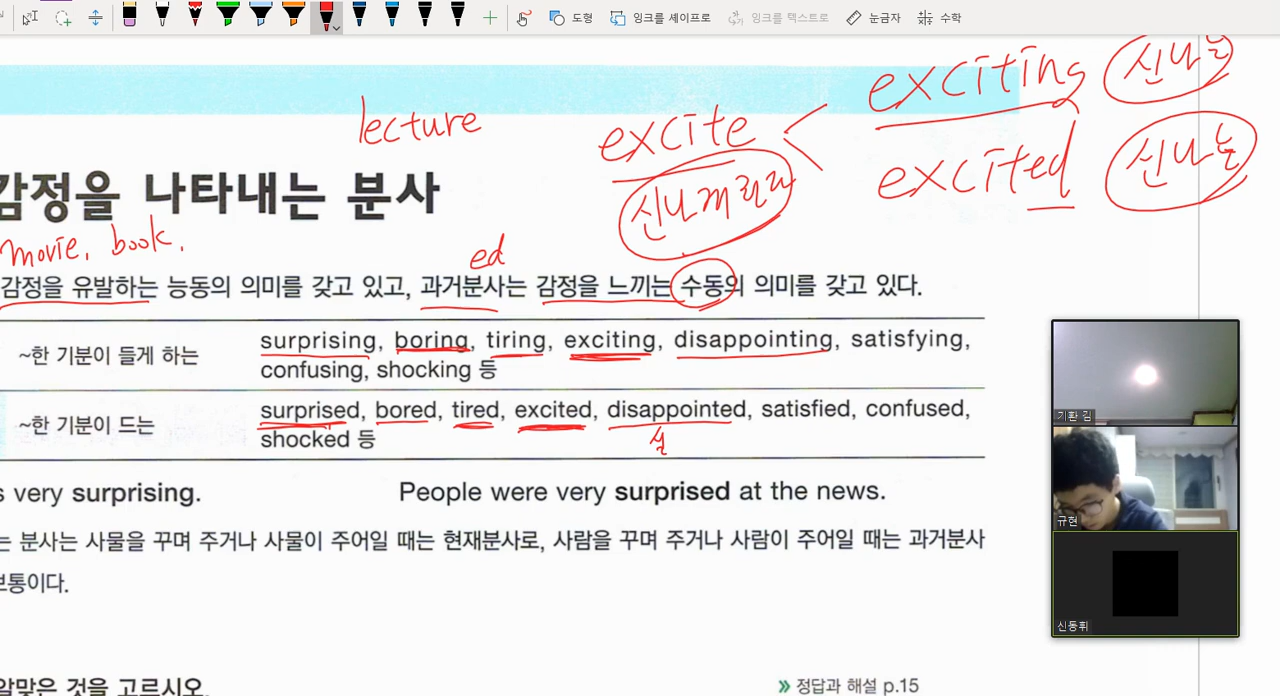 도형 잉크를 셰이프로 잉크를 텍스트로 눈금자 수학
exciting 신나는
lecture
excite <
excited 신나는
신나게 하다
감정을 나타내는 분사
movie, book,
ed
감정을 유발하는 능동의 의미를 갖고 있고, 과거분사는 감정을 느끼는 수동의 의미를 갖고 있다.
~한 기분이 들게 하는
surprising, boring, tiring, exciting, disappointing, satisfying,
confusing, shocking 등
~한 기분이 드는
surprised, bored, tired, excited, disappointed, satisfied, confused,
shocked 등
s very surprising.
People were very surprised at the news.
는 분사는 사물을 꾸며 주거나 사물이 주어일 때는 현재분사로, 사람을 꾸며 주거나 사람이 주어일 때는 과거분사
보통이다.
알맞은 것을 고르시오.
» 정답과 해설 p.15
기환 김
규현
신동휘